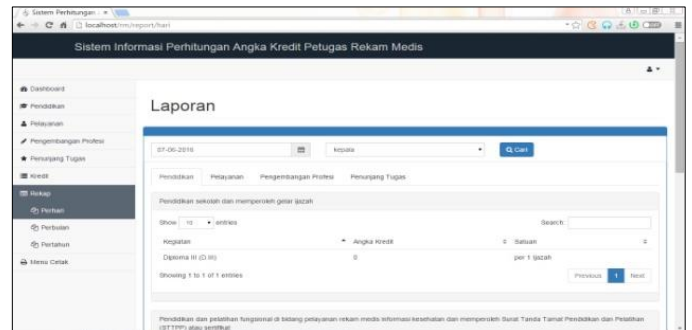 Sistem Perhitungan
localhost/rm/report/hari
Sistem Informasi Perhitungan Angka Kredit Petugas Rekam Medis
Dashboard
Pendidikan
Pelayanan
Pengembangan Profesi
Penunjang Tugas
Kredit
Rekap
Perhari
Perbulan
Pertahun
Menu Cetak
Laporan
07-06-2016 kepala Cari
Pendidikan Pelayanan Pengembangan Profesi Penunjang Tugas
Pendidikan sekolah dan memperoleh gelar ijazah
Show 10 entries Search:
Kegiatan Angka Kredit Satuan
Diploma III (D.III) 0 per 1 Ijazah
Showing 1 to 1 of 1 entries Previous 1 Next
Pendidikan dan pelatihan fungsional di bidang pelayanan rekam medis informasi kesehatan dan memperoleh Surat Tanda Tamat Pendidikan dan Pelatihan
(STTPP) atau sertifikat